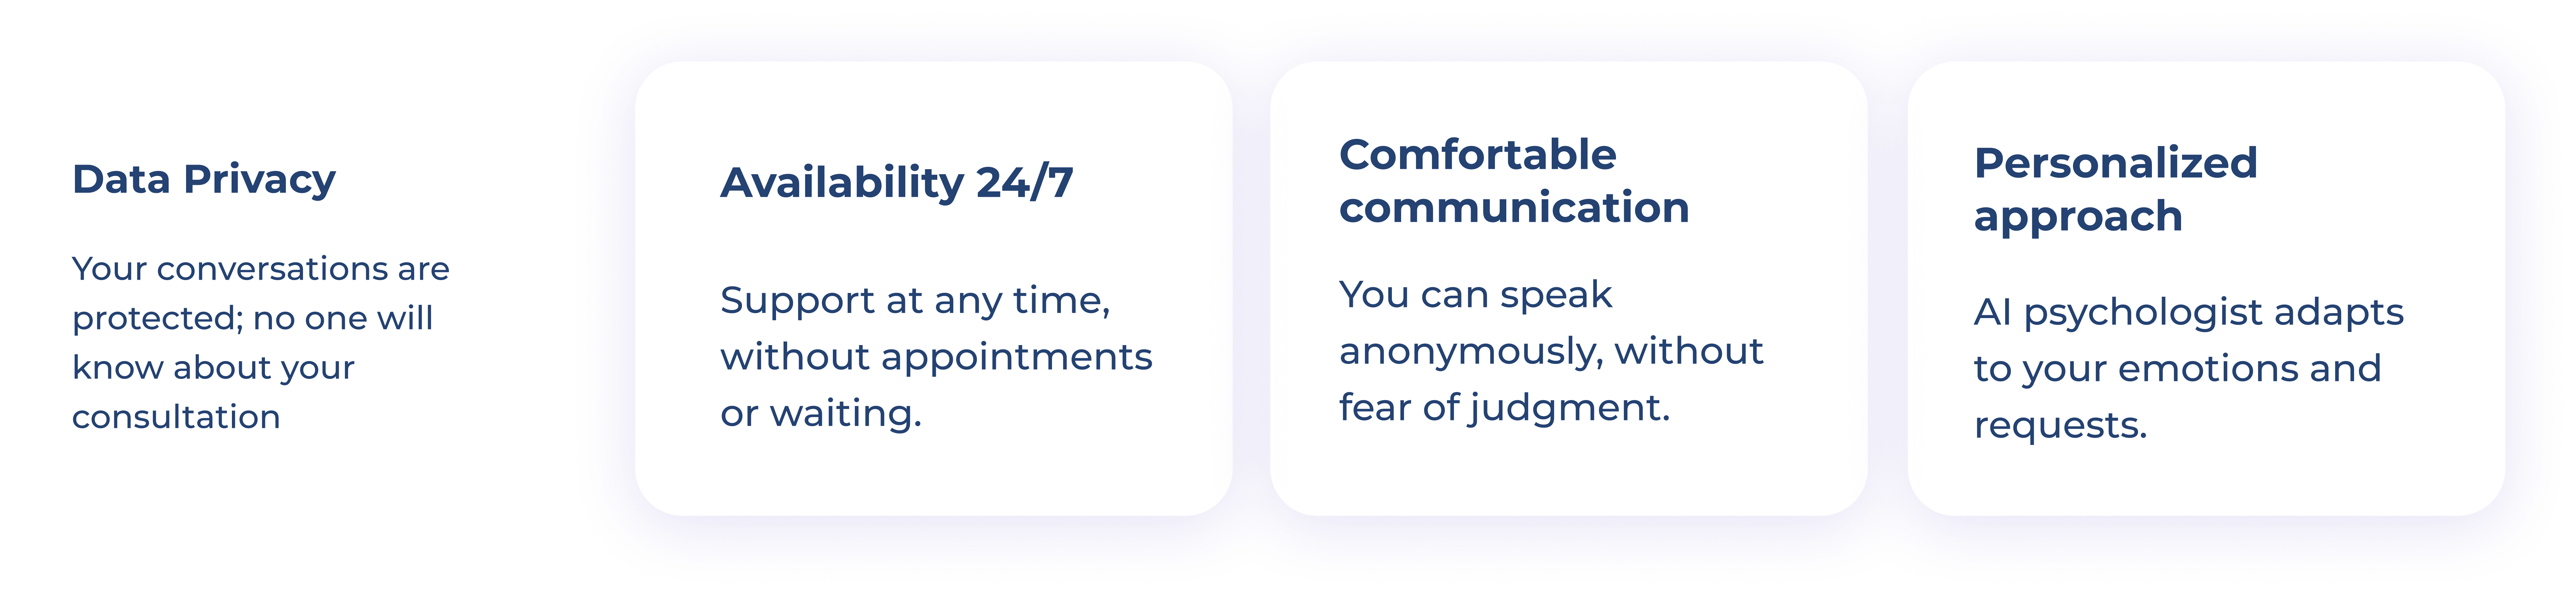 Data Privacy
Your conversations are
protected; no one will
know about your
consultation
Availability 24/7
Support at any time,
without appointments
or waiting.
Comfortable
communication
You can speak
anonymously, without
fear of judgment.
Personalized
approach
AI psychologist adapts
to your emotions and
requests.